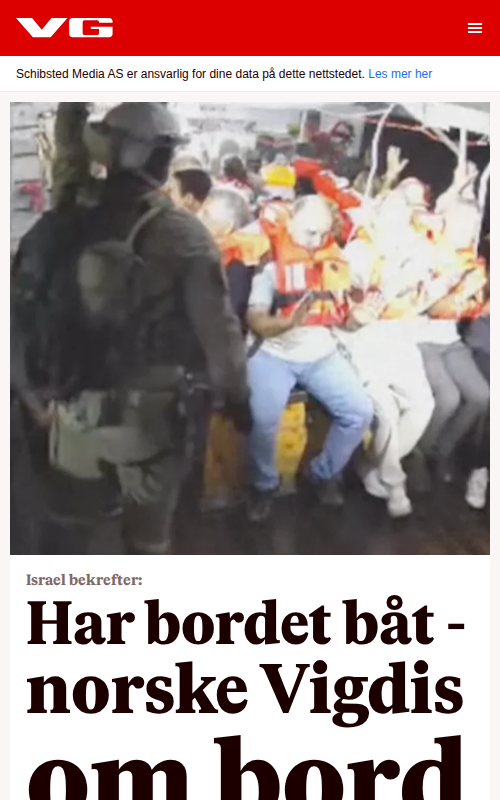 VG
Schibsted Media AS er ansvarlig for dine data på dette nettstedet. Les mer her
Israel bekrefter:
Har bordet båt -
norske Vigdis
om bord